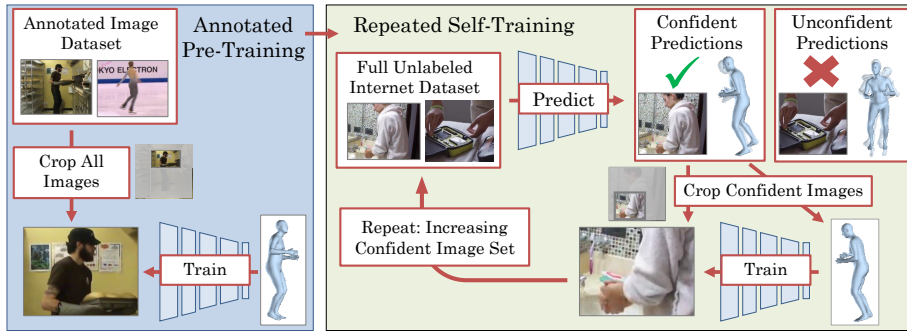 Annotated Image
Dataset
KYO ELECTRON
Annotated
Pre-Training
Crop All
Images
Train
Repeated Self-Training
Full Unlabeled
Internet Dataset
Predict
Confident
Predictions
Unconfident
Predictions
Crop Confident Images
Repeat: Increasing
Confident Image Set
Train